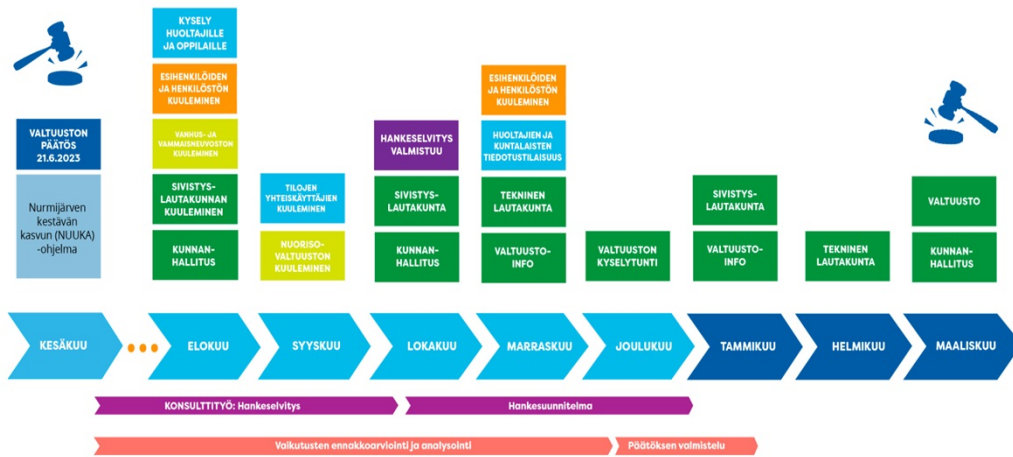 VALTUUSTON
PÄÄTÖS
21.6.2023
Nurmijärven
kestävän
kasvun (NUUKA)
-ohjelma
KYSELY
HUOLTAJILLE
JA OPPILAILLE
ESIHENKILÖIDEN
JA HENKILÖSTÖN
KUULEMINEN
VANHUS- JA
VAMMAISNEUVOSTON
KUULEMINEN
SIVISTYS-
LAUTAKUNNAN
KUULEMINEN
KUNNAN-
HALLITUS
TILOJEN
YHTEISKÄYTTÄJIEN
KUULEMINEN
NUORISO-
VALTUUSTON
KUULEMINEN
HANKESELVITYS
VALMISTUU
SIVISTYS-
LAUTAKUNTA
KUNNAN-
HALLITUS
ESIHENKILÖIDEN
JA HENKILÖSTÖN
KUULEMINEN
HUOLTAJIEN JA
KUNTALAISTEN
TIEDOTUSTILAISUUS
TEKNINEN
LAUTAKUNTA
VALTUUSTO-
INFO
VALTUUSTON
KYSELYTUNTI
SIVISTYS-
LAUTAKUNTA
VALTUUSTO-
INFO
TEKNINEN
LAUTAKUNTA
VALTUUSTO
KUNNAN-
HALLITUS
KESÄKUU
ELOKUU
SYYSKUU
LOKAKUU
MARRASKUU
JOULUKUU
TAMMIKUU
HELMIKUU
MAALISKUU
KONSULTTITYÖ: Hankeselvitys
Hankesuunnitelma
Vaikutusten ennakkoarviointi ja analysointi
Päätöksen valmistelu